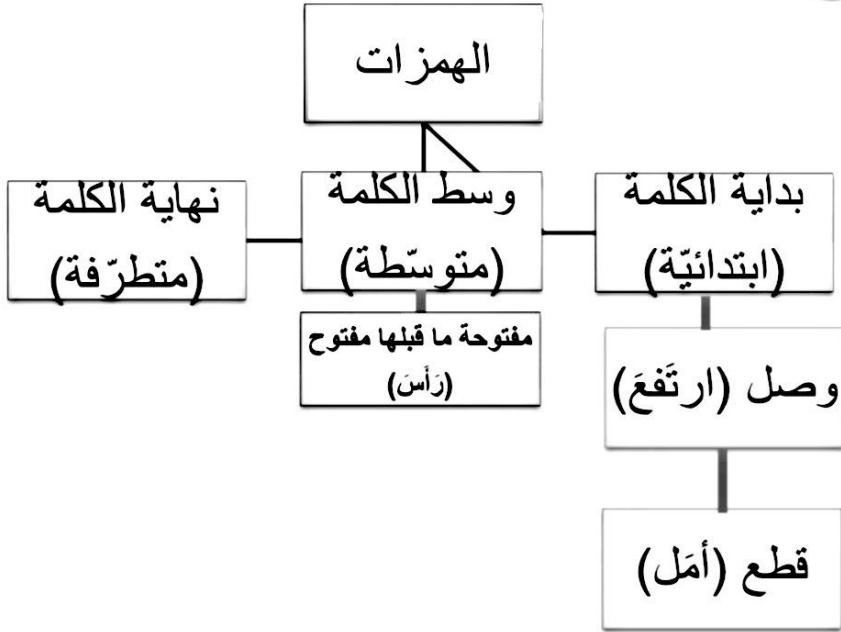 الهمزات
بداية الكلمة
(ابتدائيّة)
وسط الكلمة
(متوسّطة)
نهاية الكلمة
(متطرّفة)
وصل (ارتَفعَ)
قطع (أمَل)
مفتوحة ما قبلها مفتوح
(رَأَسَ)